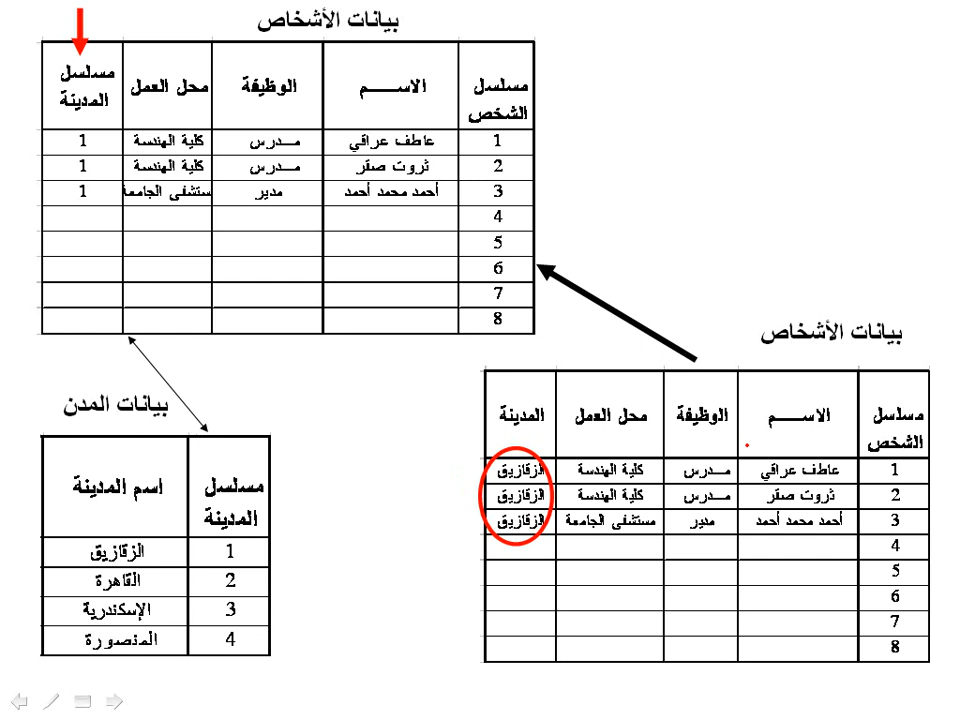 بيانات الأشخاص
مسلسل الشخص الاســـــم الوظيفة محل العمل مسلسل المدينة
1 عاطف عراقي مـــدرس كلية الهندسة 1
2 ثروت صقر مـــدرس كلية الهندسة 1
3 أحمد محمد أحمد مدير ستشفى الجامعة 1
4
5
6
7
8
بيانات الأشخاص
مسلسل الشخص الاســـــم الوظيفة محل العمل المدينة
1 عاطف عراقي مـــدرس كلية الهندسة الزقازيق
2 ثروت صقر مـــدرس كلية الهندسة الزقازيق
3 أحمد محمد أحمد مدير مستشفى الجامعة الزقازيق
4
5
6
7
8
بيانات المدن
مسلسل المدينة اسم المدينة
1 الزقازيق
2 القاهرة
3 الإسكندرية
4 المنصورة